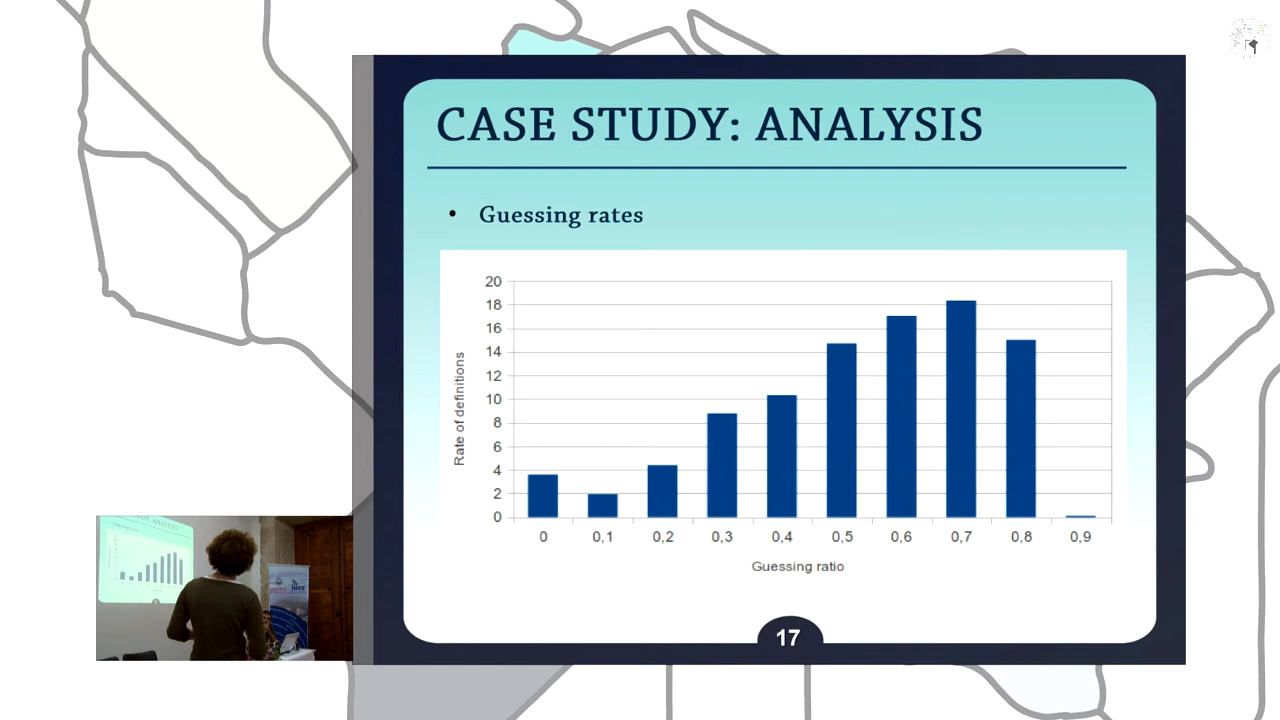 CASE STUDY: ANALYSIS
• Guessing rates
20
18
16
14
12
10
8
6
4
2
0
Rate of definitions
0 0,1 0,2 0,3 0,4 0,5 0,6 0,7 0,8 0,9
Guessing ratio
17